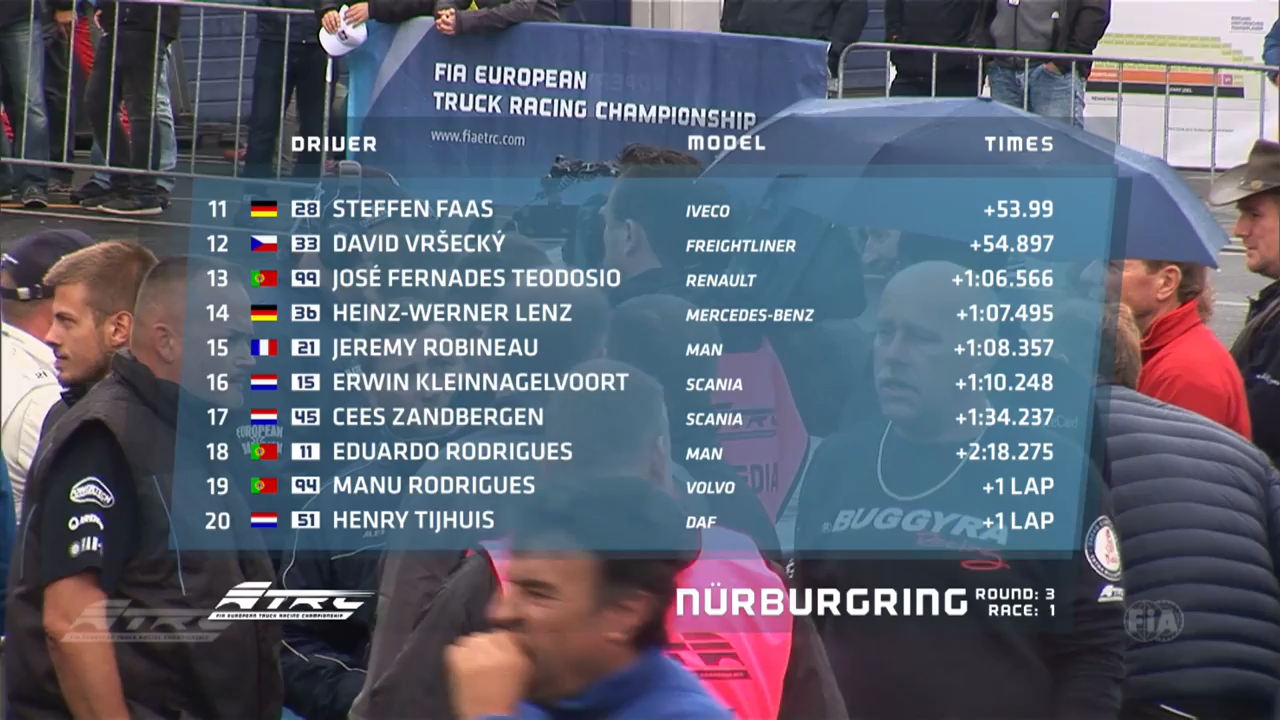 FIA EUROPEAN
TRUCK RACING CHAMPIONSHIP
www.fiaetrc.com
DRIVER MODEL TIMES
11 28 STEFFEN FAAS IVECO +53.99
12 33 DAVID VRŠECKÝ FREIGHTLINER +54.897
13 99 JOSÉ FERNADES TEODOSIO RENAULT +1:06.566
14 36 HEINZ-WERNER LENZ MERCEDES-BENZ +1:07.495
15 21 JEREMY ROBINEAU MAN +1:08.357
16 15 ERWIN KLEINNAGELVOORT SCANIA +1:10.248
17 45 CEES ZANDBERGEN SCANIA +1:34.237
18 11 EDUARDO RODRIGUES MAN +2:18.275
19 94 MANU RODRIGUES VOLVO +1 LAP
20 51 HENRY TIJHUIS DAF +1 LAP
BUGGYRA
ETRC
FIA EUROPEAN TRUCK RACING CHAMPIONSHIP
NÜRBURGRING ROUND: 3
RACE: 1
FIA